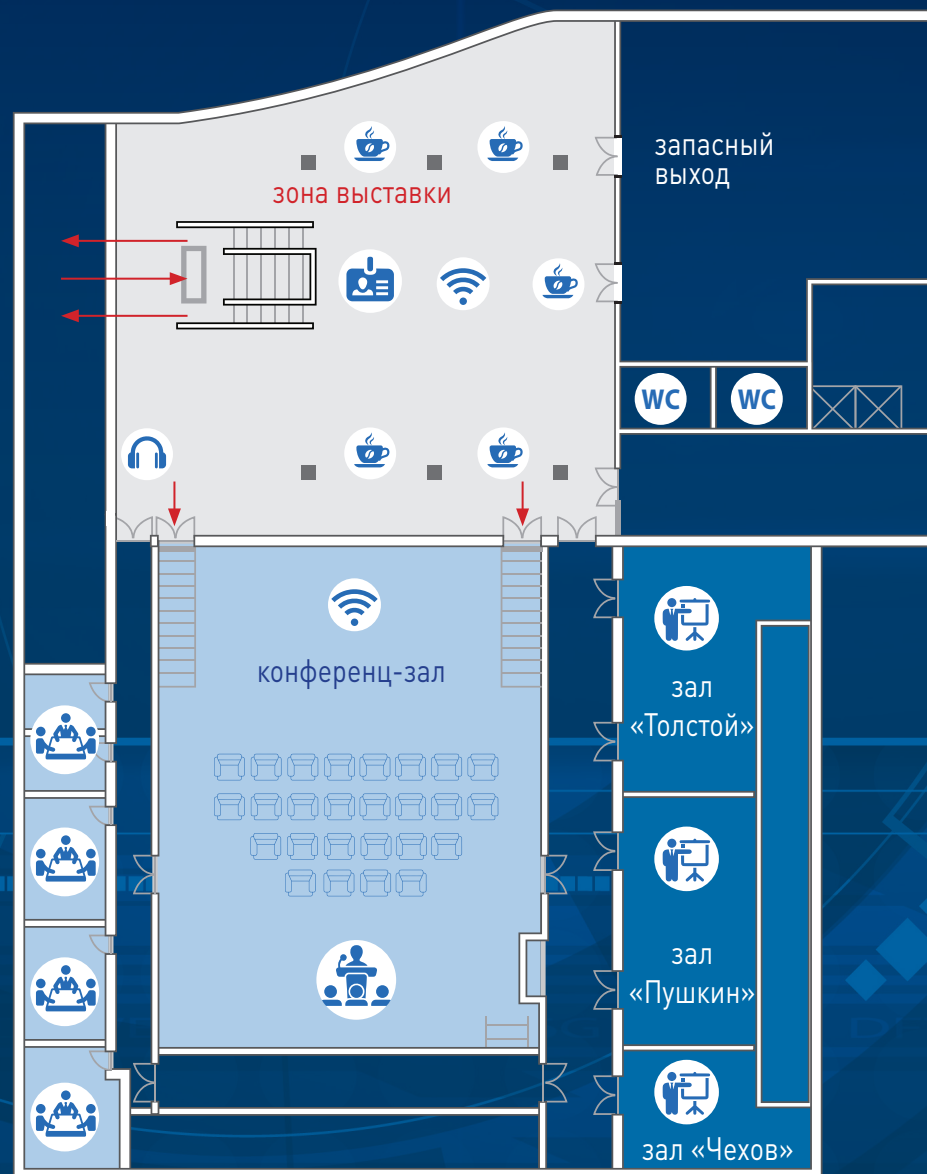 запасный
выход
зона выставки
WC
WC
конференц-зал
зал
«Толстой»
зал
«Пушкин»
зал «Чехов»